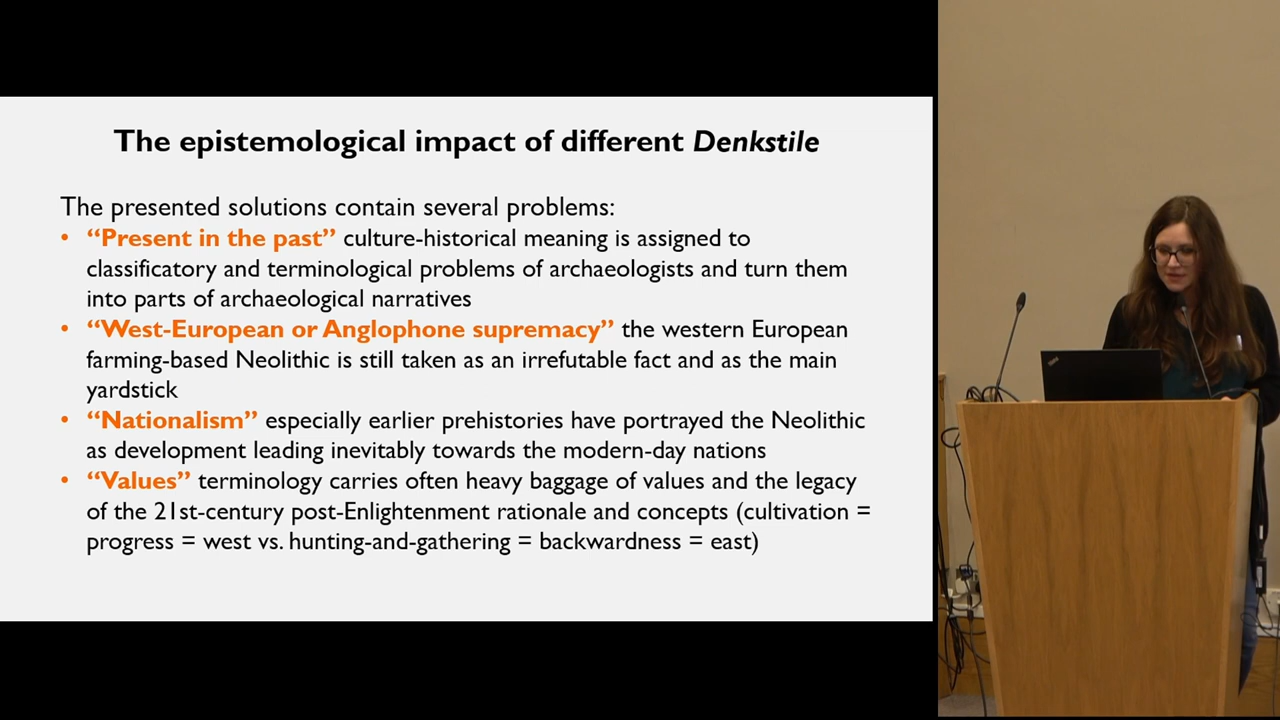 The epistemological impact of different Denkstile
The presented solutions contain several problems:
• “Present in the past” culture-historical meaning is assigned to
classificatory and terminological problems of archaeologists and turn them
into parts of archaeological narratives
• “West-European or Anglophone supremacy” the western European
farming-based Neolithic is still taken as an irrefutable fact and as the main
yardstick
• “Nationalism” especially earlier prehistories have portrayed the Neolithic
as development leading inevitably towards the modern-day nations
• “Values” terminology carries often heavy baggage of values and the legacy
of the 21st-century post-Enlightenment rationale and concepts (cultivation =
progress = west vs. hunting-and-gathering = backwardness = east)